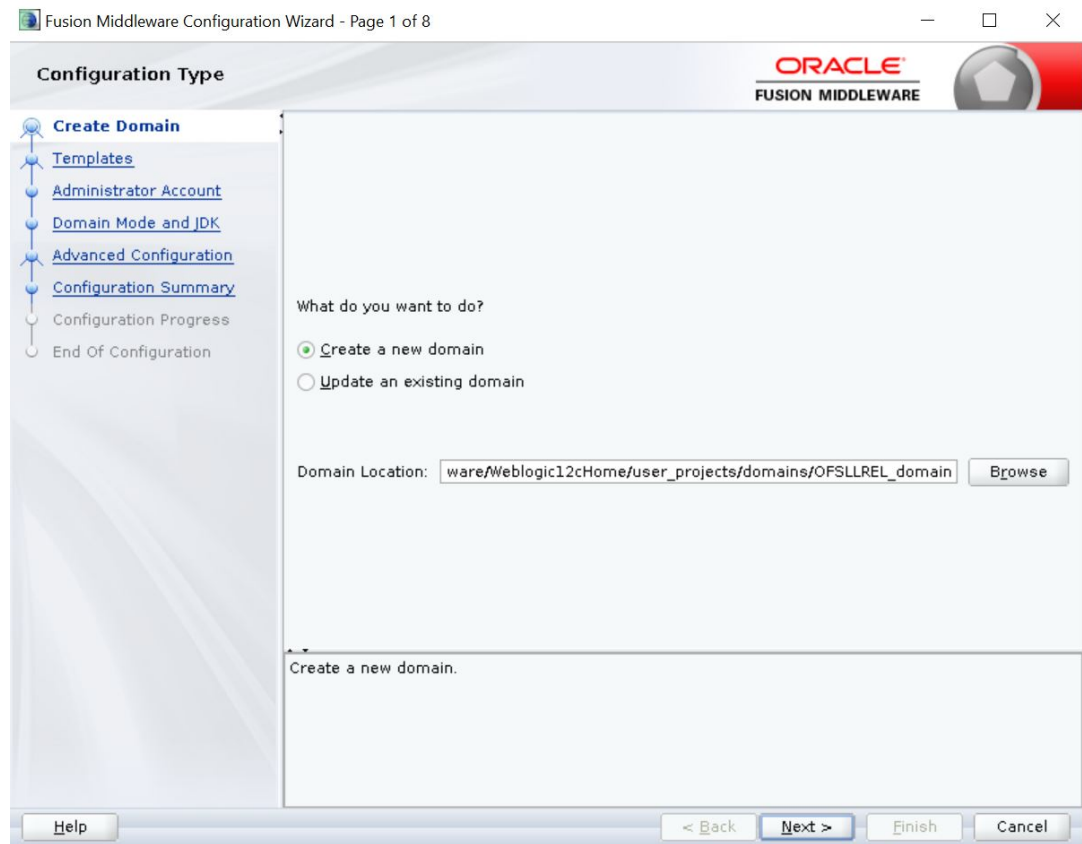 Fusion Middleware Configuration Wizard - Page 1 of 8
Configuration Type
ORACLE
FUSION MIDDLEWARE
Create Domain
Templates
Administrator Account
Domain Mode and JDK
Advanced Configuration
Configuration Summary
Configuration Progress
End Of Configuration
What do you want to do?
Create a new domain
Update an existing domain
Domain Location: ware/Weblogic12cHome/user_projects/domains/OFSLLREL_domain Browse
Create a new domain.
Help < Back Next > Finish Cancel